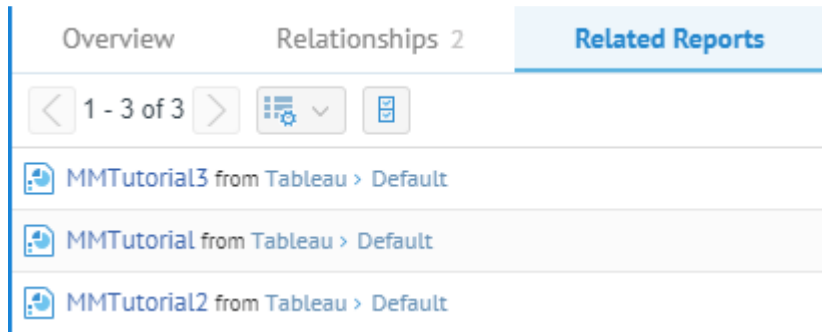 Overview Relationships 2 Related Reports
1 - 3 of 3
MMTutorial3 from Tableau > Default
MMTutorial from Tableau > Default
MMTutorial2 from Tableau > Default